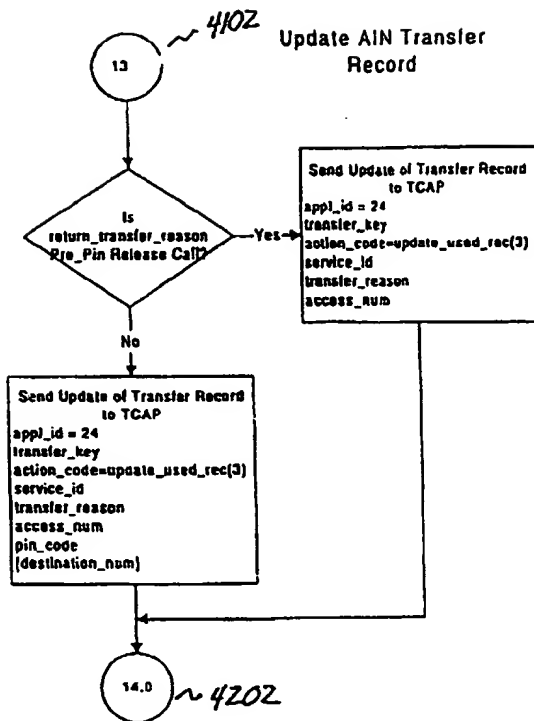 4102
Update AIN Transfer
Record
13
Is
return_transfer_reason
Pre_Pin Release Call?
Yes
Send Update of Transfer Record
to TCAP
appl_id = 24
transfer_key
action_code=update_used_rec(3)
service_id
transfer_reason
access_num
No
Send Update of Transfer Record
to TCAP
appl_id = 24
transfer_key
action_code=update_used_rec(3)
service_id
transfer_reason
access_num
pin_code
(destination_num)
14.0
4202